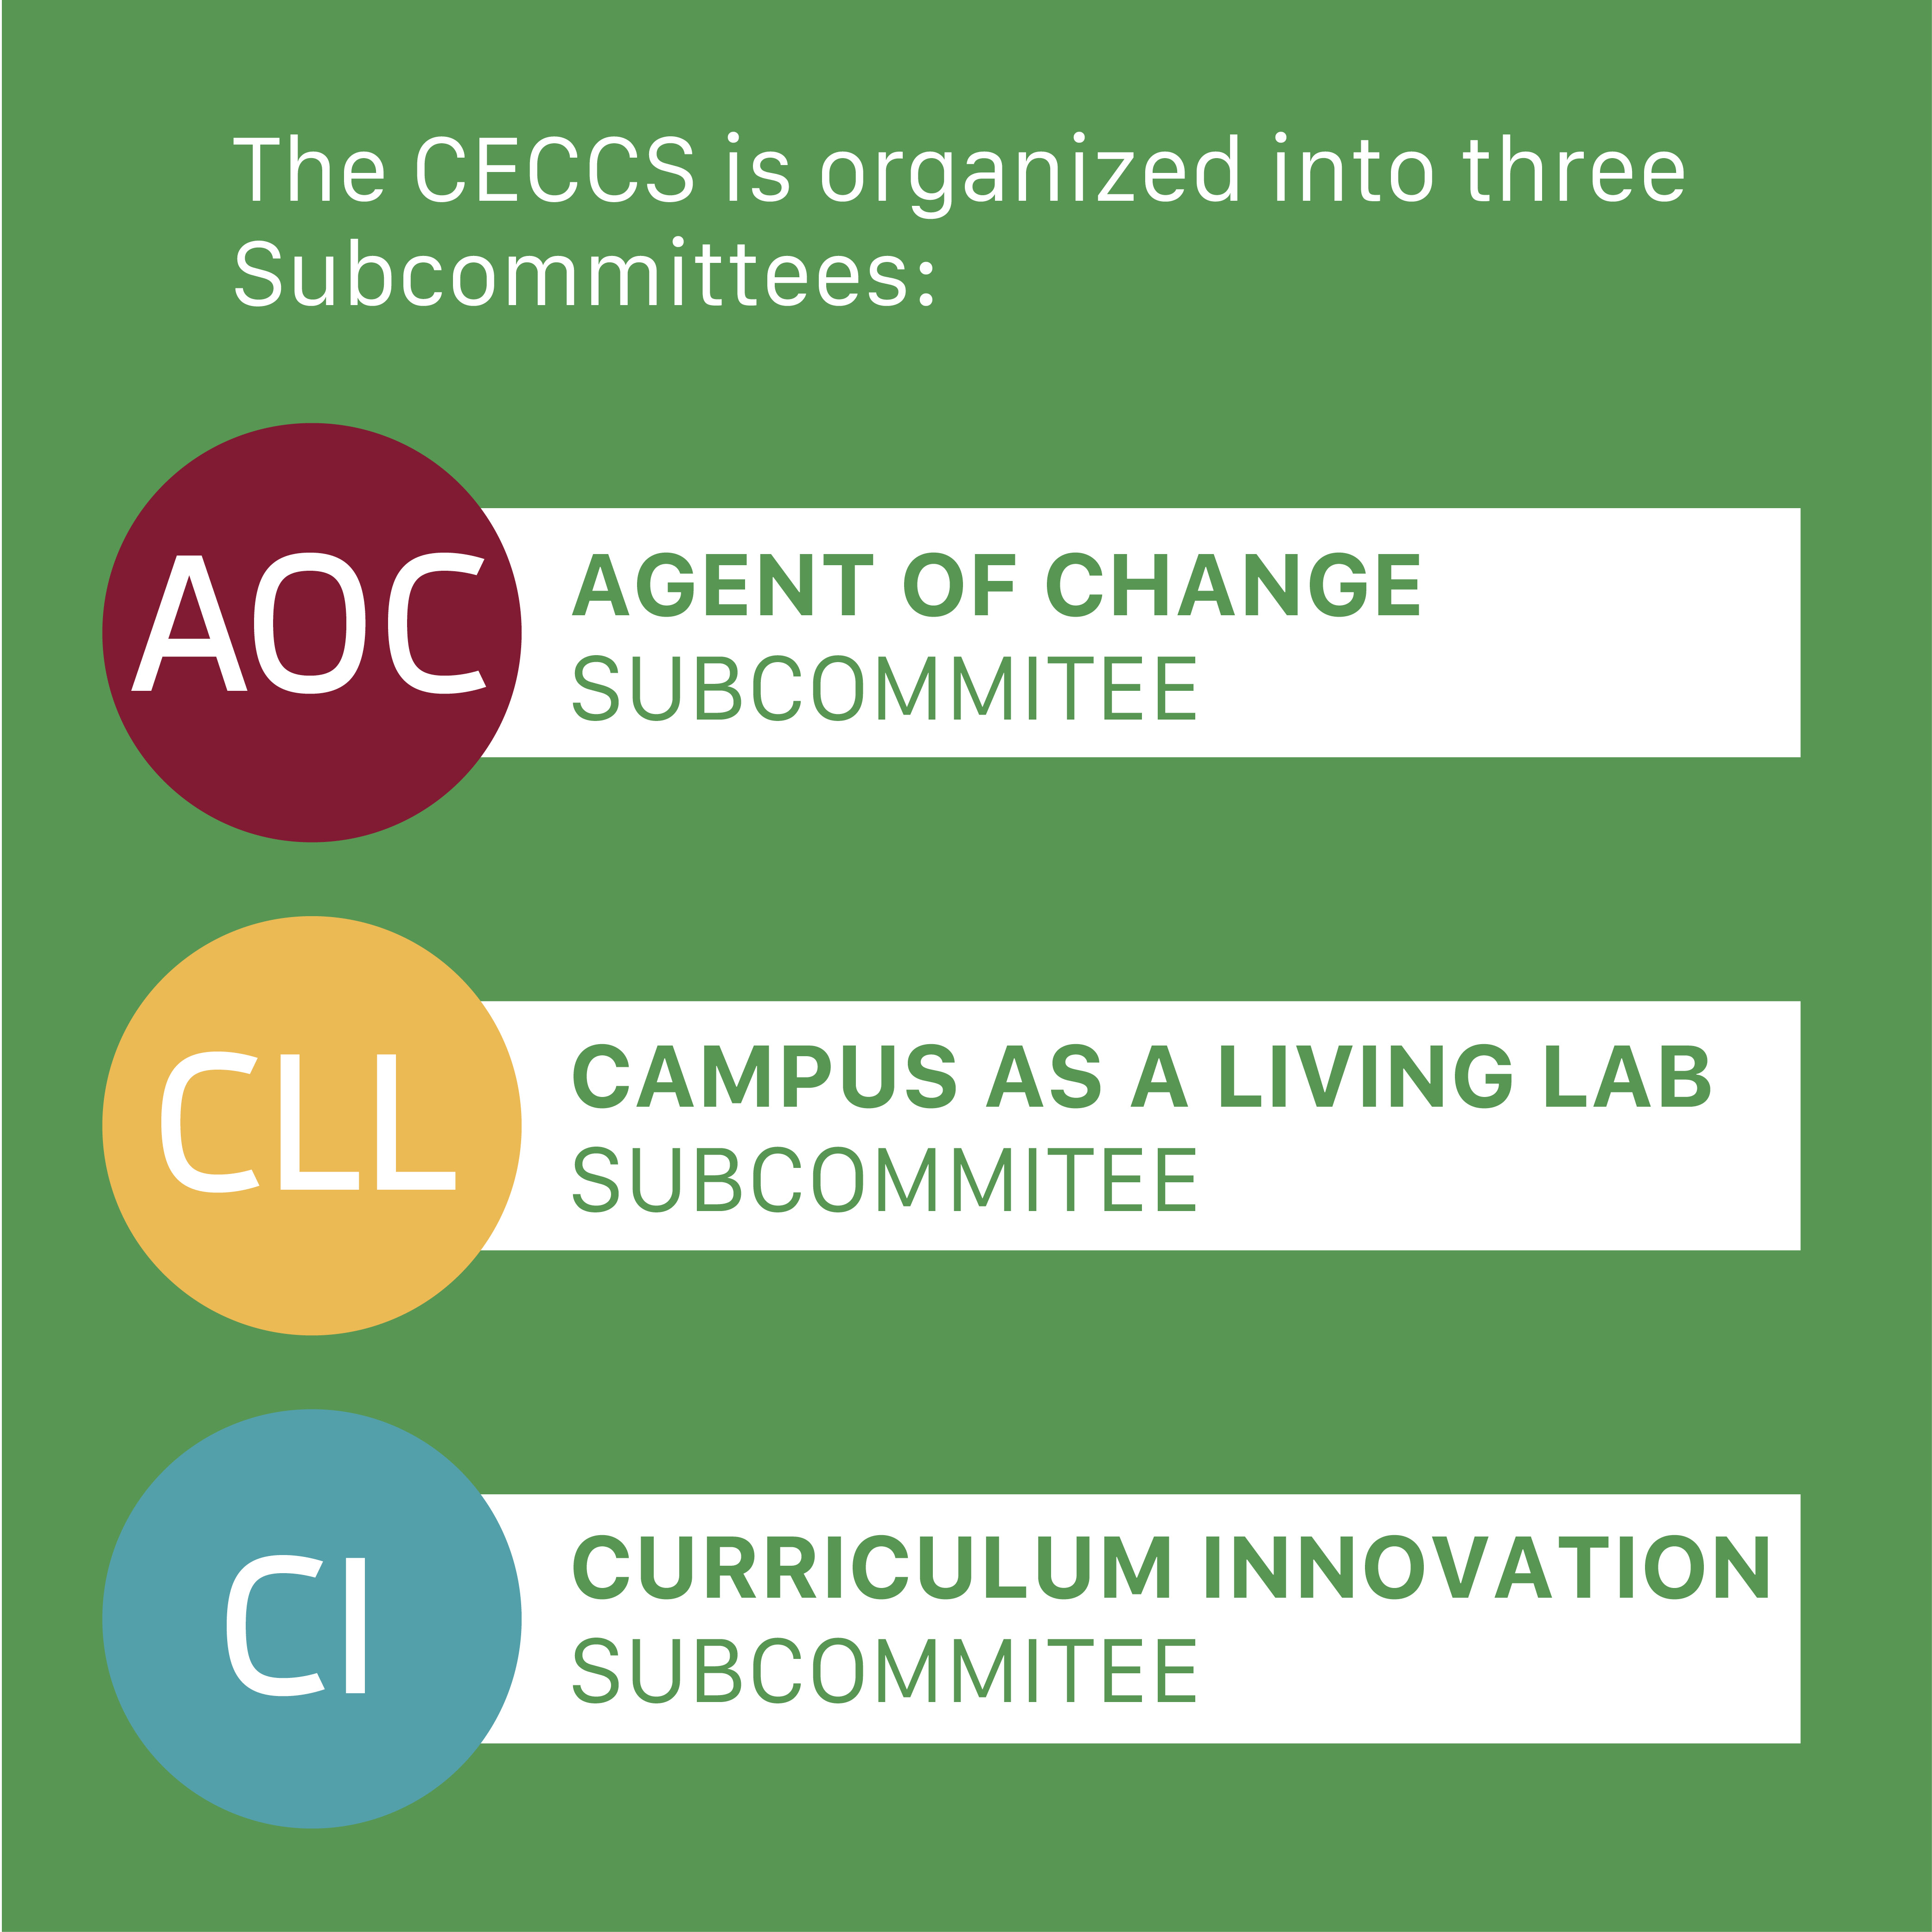 The CECCS is organized into three
Subcommittees:
AOC
AGENT OF CHANGE
SUBCOMMITEE
CLL
CAMPUS AS A LIVING LAB
SUBCOMMITEE
CI
CURRICULUM INNOVATION
SUBCOMMITEE